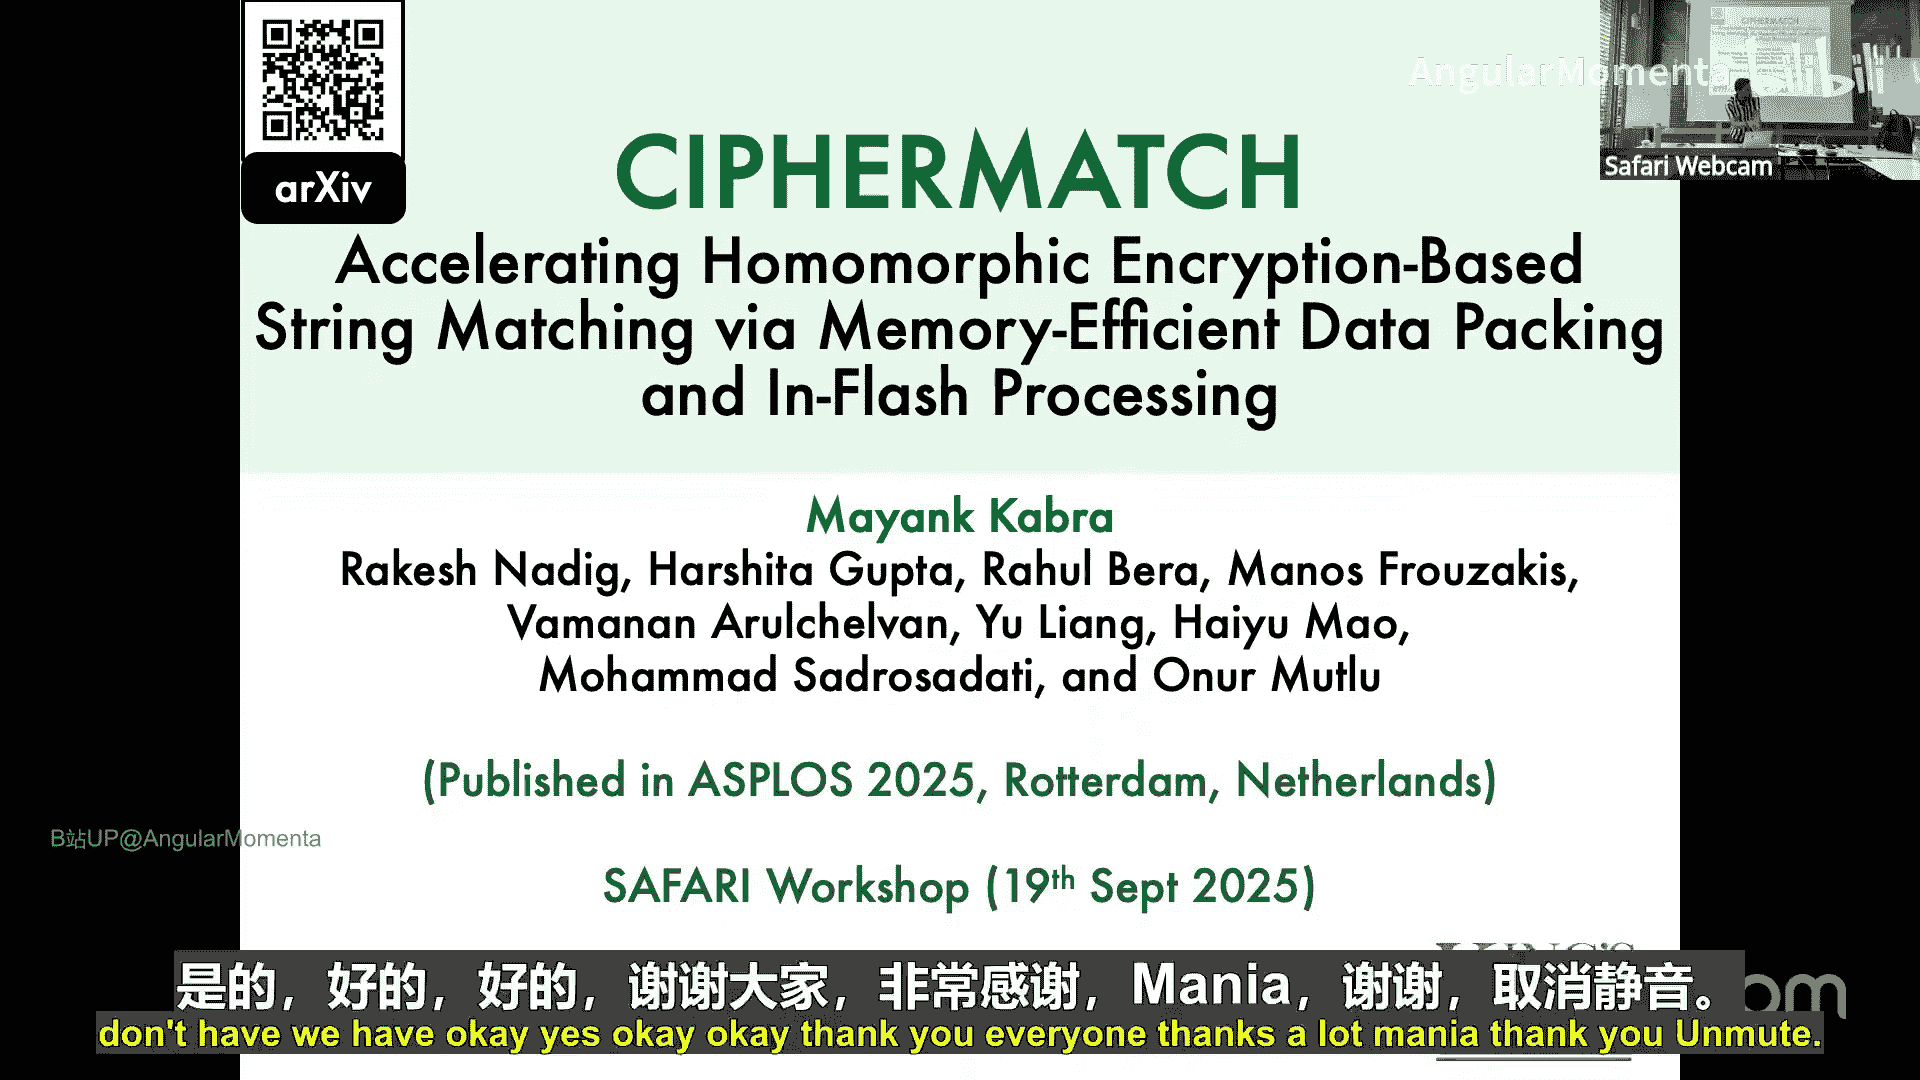 arXiv
CIPHERMATCH
Accelerating Homomorphic Encryption-Based
String Matching via Memory-Efficient Data Packing
and In-Flash Processing
AngularMomenta
bilibili
Safari Webcam
Mayank Kabra
Rakesh Nadig, Harshita Gupta, Rahul Bera, Manos Frouzakis,
Vamanan Arulchelvan, Yu Liang, Haiyu Mao,
Mohammad Sadrosadati, and Onur Mutlu
(Published in ASPLOS 2025, Rotterdam, Netherlands)
B站UP@AngularMomenta
SAFARI Workshop (19th Sept 2025)
是的，好的，好的，谢谢大家，非常感谢，Mania，谢谢，取消静音。
don't have we have okay yes okay okay thank you everyone thanks a lot mania thank you Unmute.